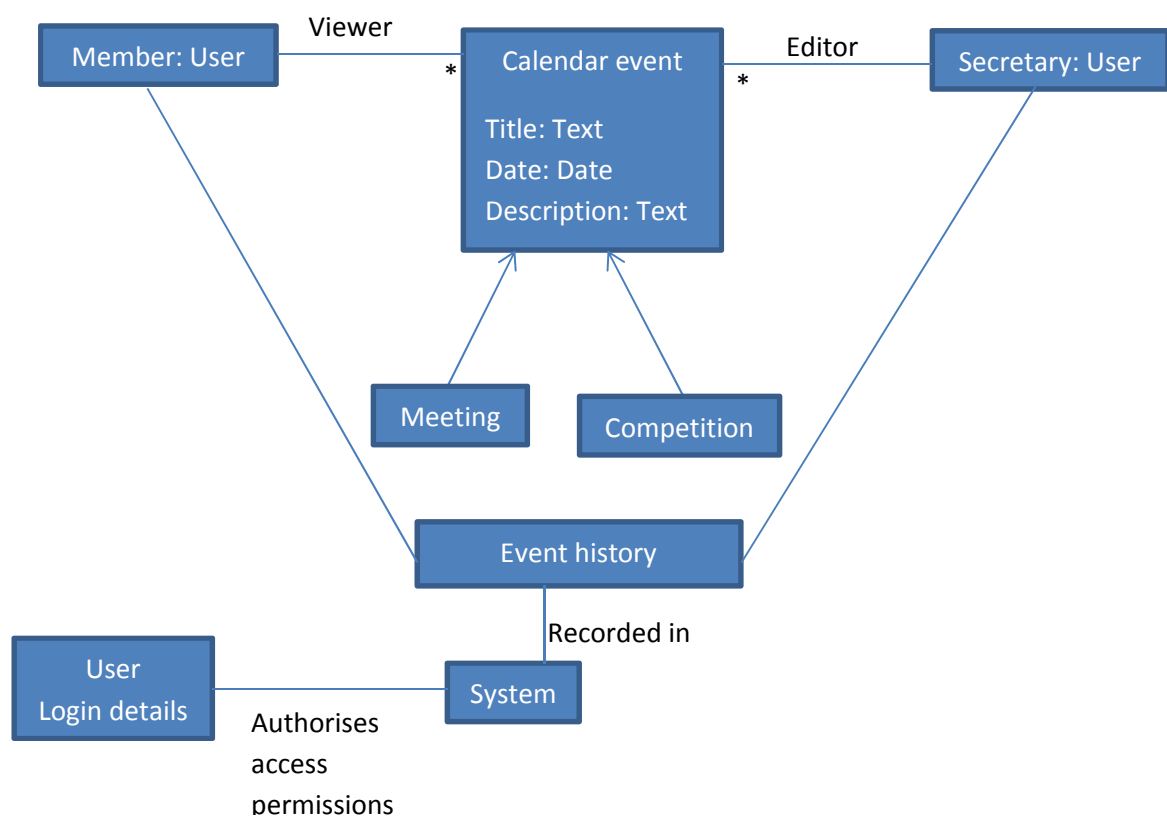 Viewer
Member: User
*
Calendar event
Title: Text
Date: Date
Description: Text
Editor
*
Secretary: User
Meeting
Competition
Event history
Recorded in
User
Login details
System
Authorises
access
permissions